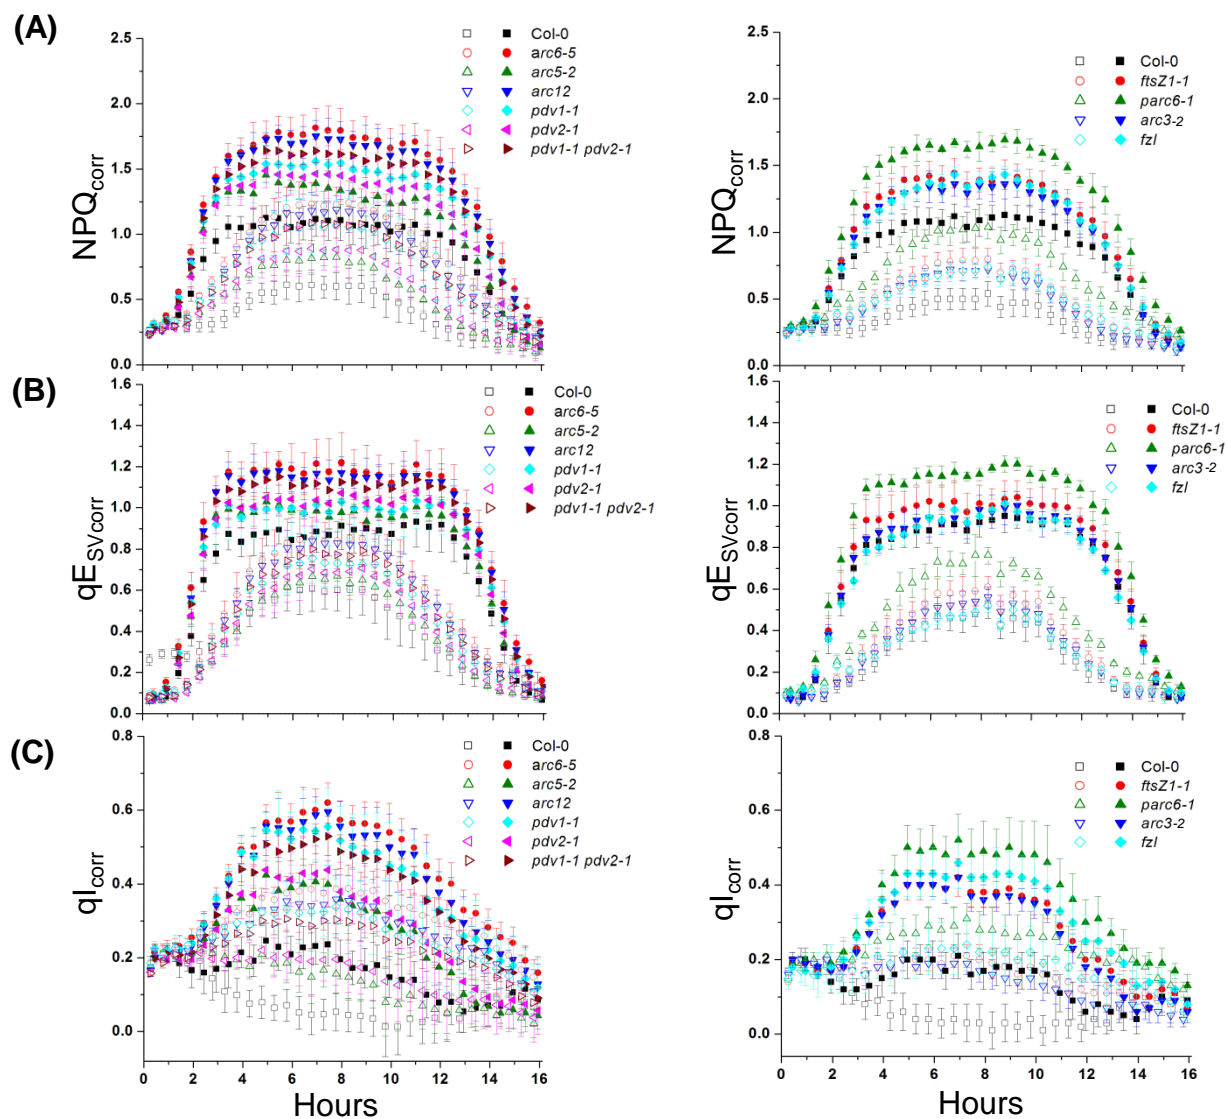 (A)
NPQcorr
2.5
2.0
1.5
1.0
0.5
0.0
Col-0
arc6-5
arc5-2
arc12
pdv1-1
pdv2-1
pdv1-1 pdv2-1
NPQcorr
2.5
2.0
1.5
1.0
0.5
0.0
Col-0
ftsZ1-1
parc6-1
arc3-2
fzl
(B)
qESVcorr
1.6
1.4
1.2
1.0
0.8
0.6
0.4
0.2
0.0
Col-0
arc6-5
arc5-2
arc12
pdv1-1
pdv2-1
pdv1-1 pdv2-1
qESVcorr
1.6
1.4
1.2
1.0
0.8
0.6
0.4
0.2
0.0
Col-0
ftsZ1-1
parc6-1
arc3-2
fzl
(C)
qIcorr
0.8
0.6
0.4
0.2
0.0
Col-0
arc6-5
arc5-2
arc12
pdv1-1
pdv2-1
pdv1-1 pdv2-1
0 2 4 6 8 10 12 14 16
Hours
qIcorr
0.8
0.6
0.4
0.2
0.0
Col-0
ftsZ1-1
parc6-1
arc3-2
fzl
0 2 4 6 8 10 12 14 16
Hours